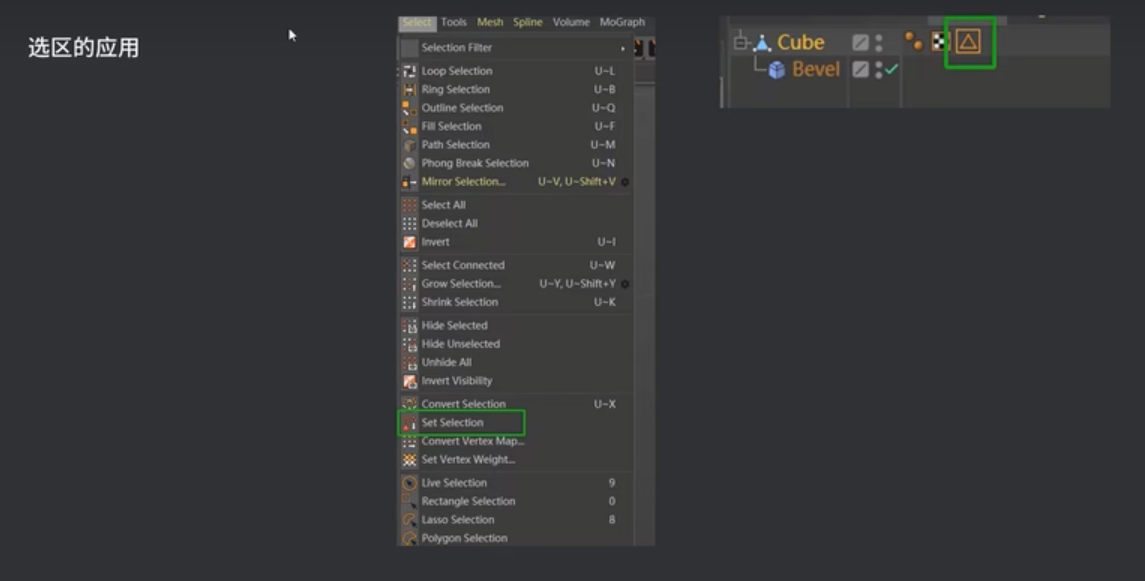 选区的应用
Select Tools Mesh Spline Volume MoGraph
Selection Filter
Loop Selection U~L
Ring Selection U~B
Outline Selection U~Q
Fill Selection U~F
Path Selection U~M
Phong Break Selection U~N
Mirror Selection... U~V, U~Shift+V
Select All
Deselect All
Invert U~I
Select Connected U~W
Grow Selection... U~Y, U~Shift+Y
Shrink Selection U~K
Hide Selected
Hide Unselected
Unhide All
Invert Visibility
Convert Selection U~X
Set Selection
Convert Vertex Map...
Set Vertex Weight...
Live Selection 9
Rectangle Selection 0
Lasso Selection 8
Polygon Selection
Cube
Bevel